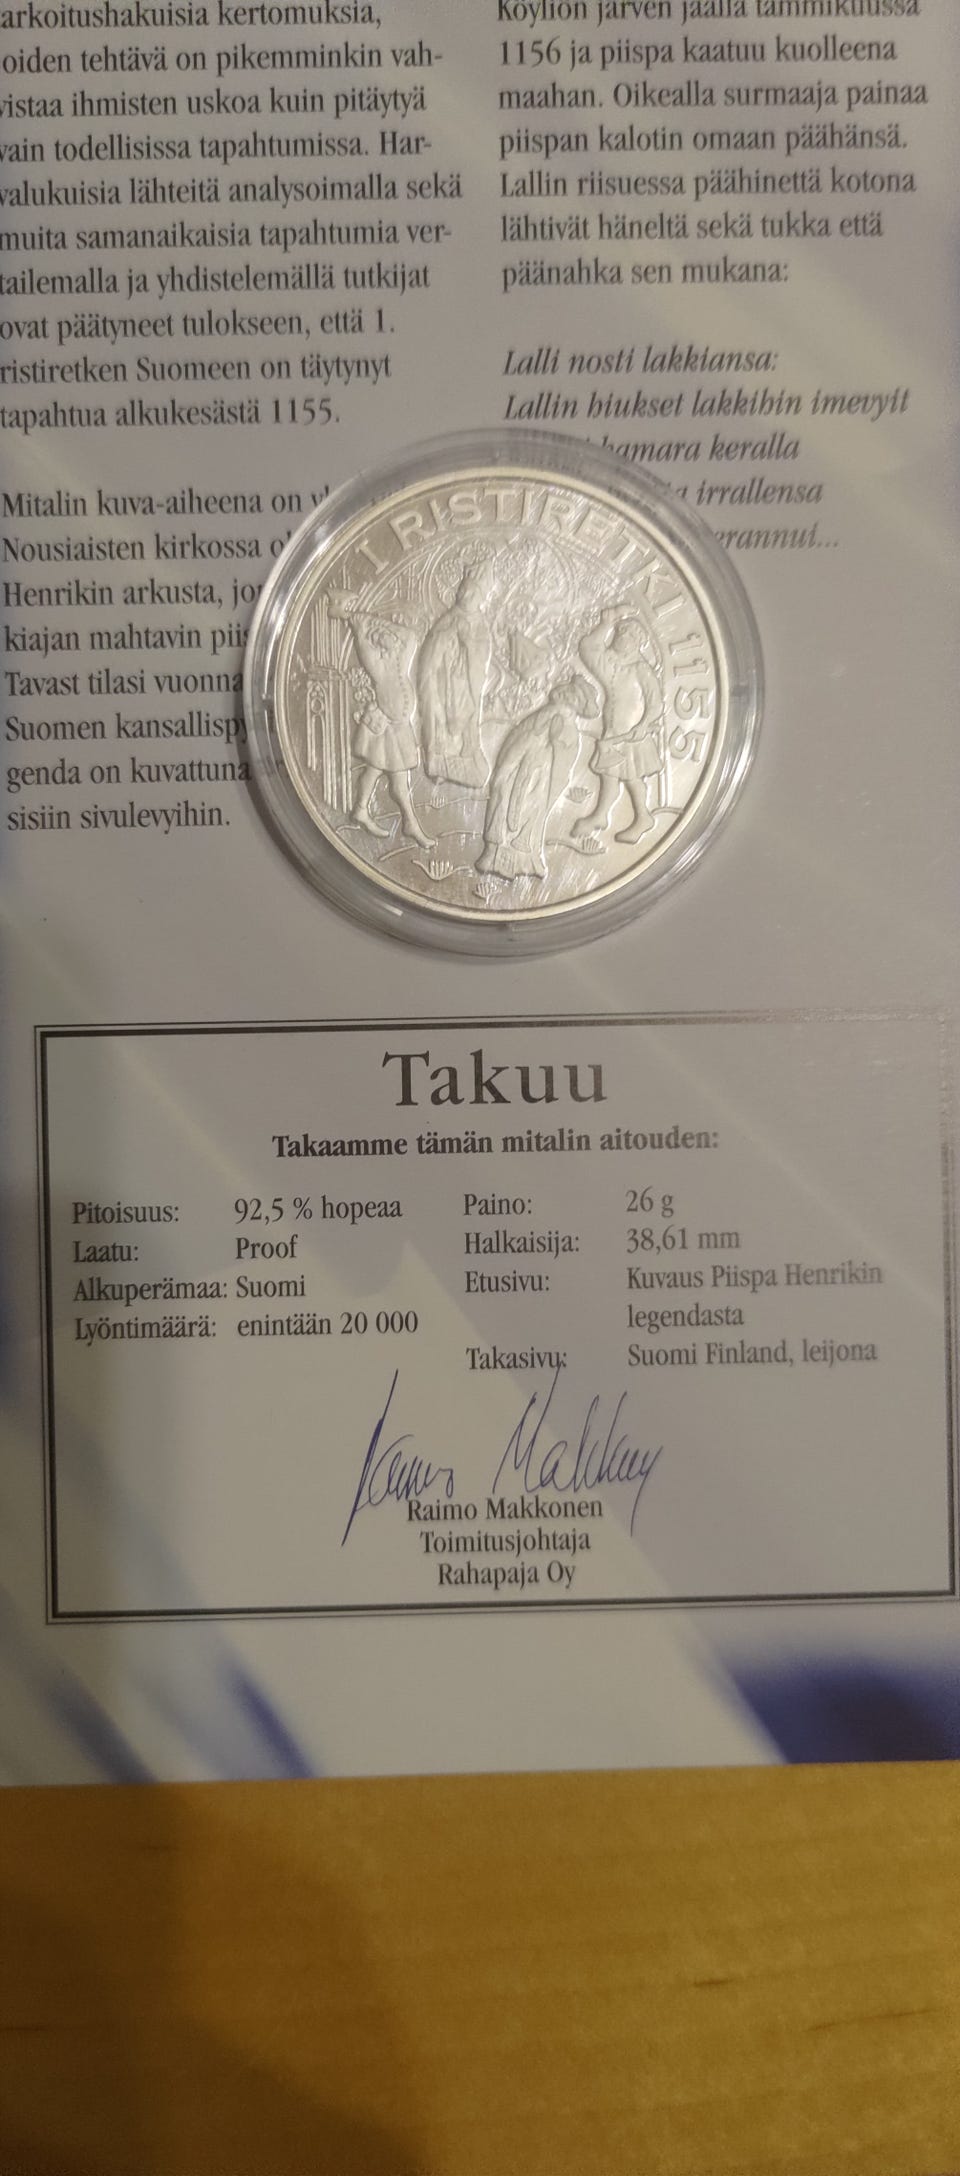 arkoitushakuisia kertomuksia,
oiden tehtävä on pikemminkin vah-
vistaa ihmisten uskoa kuin pitäytyä
vain todellisissa tapahtumissa. Har-
valukuisia lähteitä analysoimalla sekä
muita samanaikaisia tapahtumia ver-
tailemalla ja yhdistelemällä tutkijat
ovat päätyneet tulokseen, että 1.
ristiretken Suomeen on täytynyt
tapahtua alkukesästä 1155.
Mitalin kuva-aiheena on
Nousiaisten kirkossa
Henrikin arkusta,
kiajan mahtavin
Tavast tilasi vuonna
Suomen
genda on kuvattuna
sisiin sivulevyihin.
Köyliön järven jäällä tammikuussa
1156 ja piispa kaatuu kuolleena
maahan. Oikealla surmaaja painaa
piispan kalotin omaan päähänsä.
Lallin riisuessa päähinettä kotona
lähtivät häneltä sekä tukka että
päänahka sen mukana:
Lalli nosti lakkiansa:
Lallin hiukset lakkihin imevyit
hamara keralla
irrallensa
I RISTIRETKI 1155
Takuu
Takaamme tämän mitalin aitouden:
Pitoisuus: 92,5 % hopeaa
Laatu: Proof
Alkuperämaa: Suomi
Lyöntimäärä: enintään 20 000
Paino: 26 g
Halkaisija: 38,61 mm
Etusivu: Kuvaus Piispa Henrikin
legendasta
Takasivu: Suomi Finland, leijona
Raimo Makkonen
Toimitusjohtaja
Rahapaja Oy